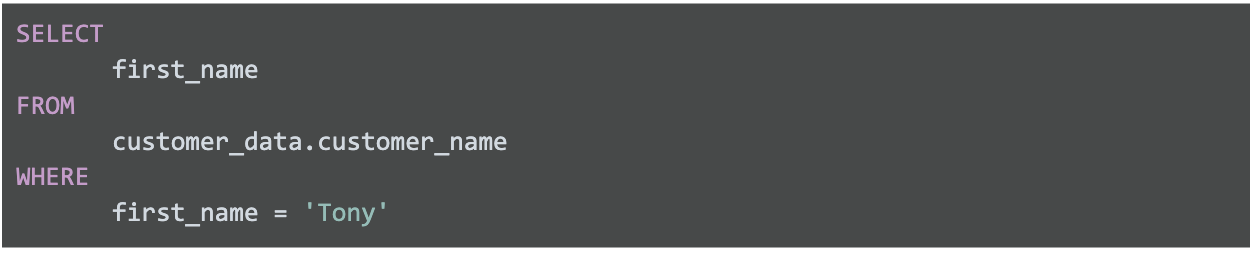 SELECT
first_name
FROM
customer_data.customer_name
WHERE
first_name = 'Tony'